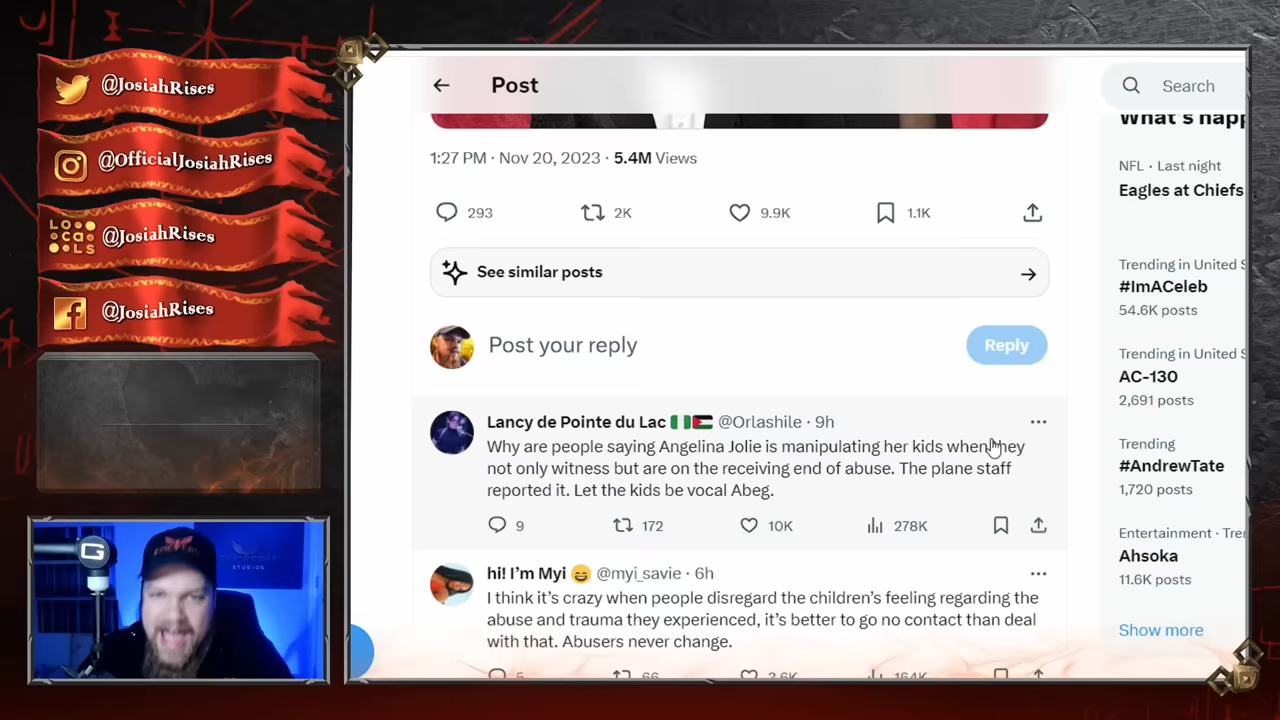 @JosiahRises
@OfficialJosiahRises
LOcaLS
@JosiahRises
@JosiahRises
G
STUDIOS
Post
Search
1:27 PM · Nov 20, 2023 · 5.4M Views
293 2K 9.9K 1.1K
See similar posts
Post your reply
Reply
Lancy de Pointe du Lac @Orlashile · 9h
Why are people saying Angelina Jolie is manipulating her kids when they
not only witness but are on the receiving end of abuse. The plane staff
reported it. Let the kids be vocal Abeg.
9 172 10K 278K
hi! I'm Myi 😄 @myi_savie · 6h
I think it's crazy when people disregard the children's feeling regarding the
abuse and trauma they experienced, it's better to go no contact than deal
with that. Abusers never change.
5 66 3.6K 164K
What's happ
NFL · Last night
Eagles at Chiefs
Trending in United S
#ImACeleb
54.6K posts
Trending in United S
AC-130
2,691 posts
Trending
#AndrewTate
1,720 posts
Entertainment · Tre
Ahsoka
11.6K posts
Show more